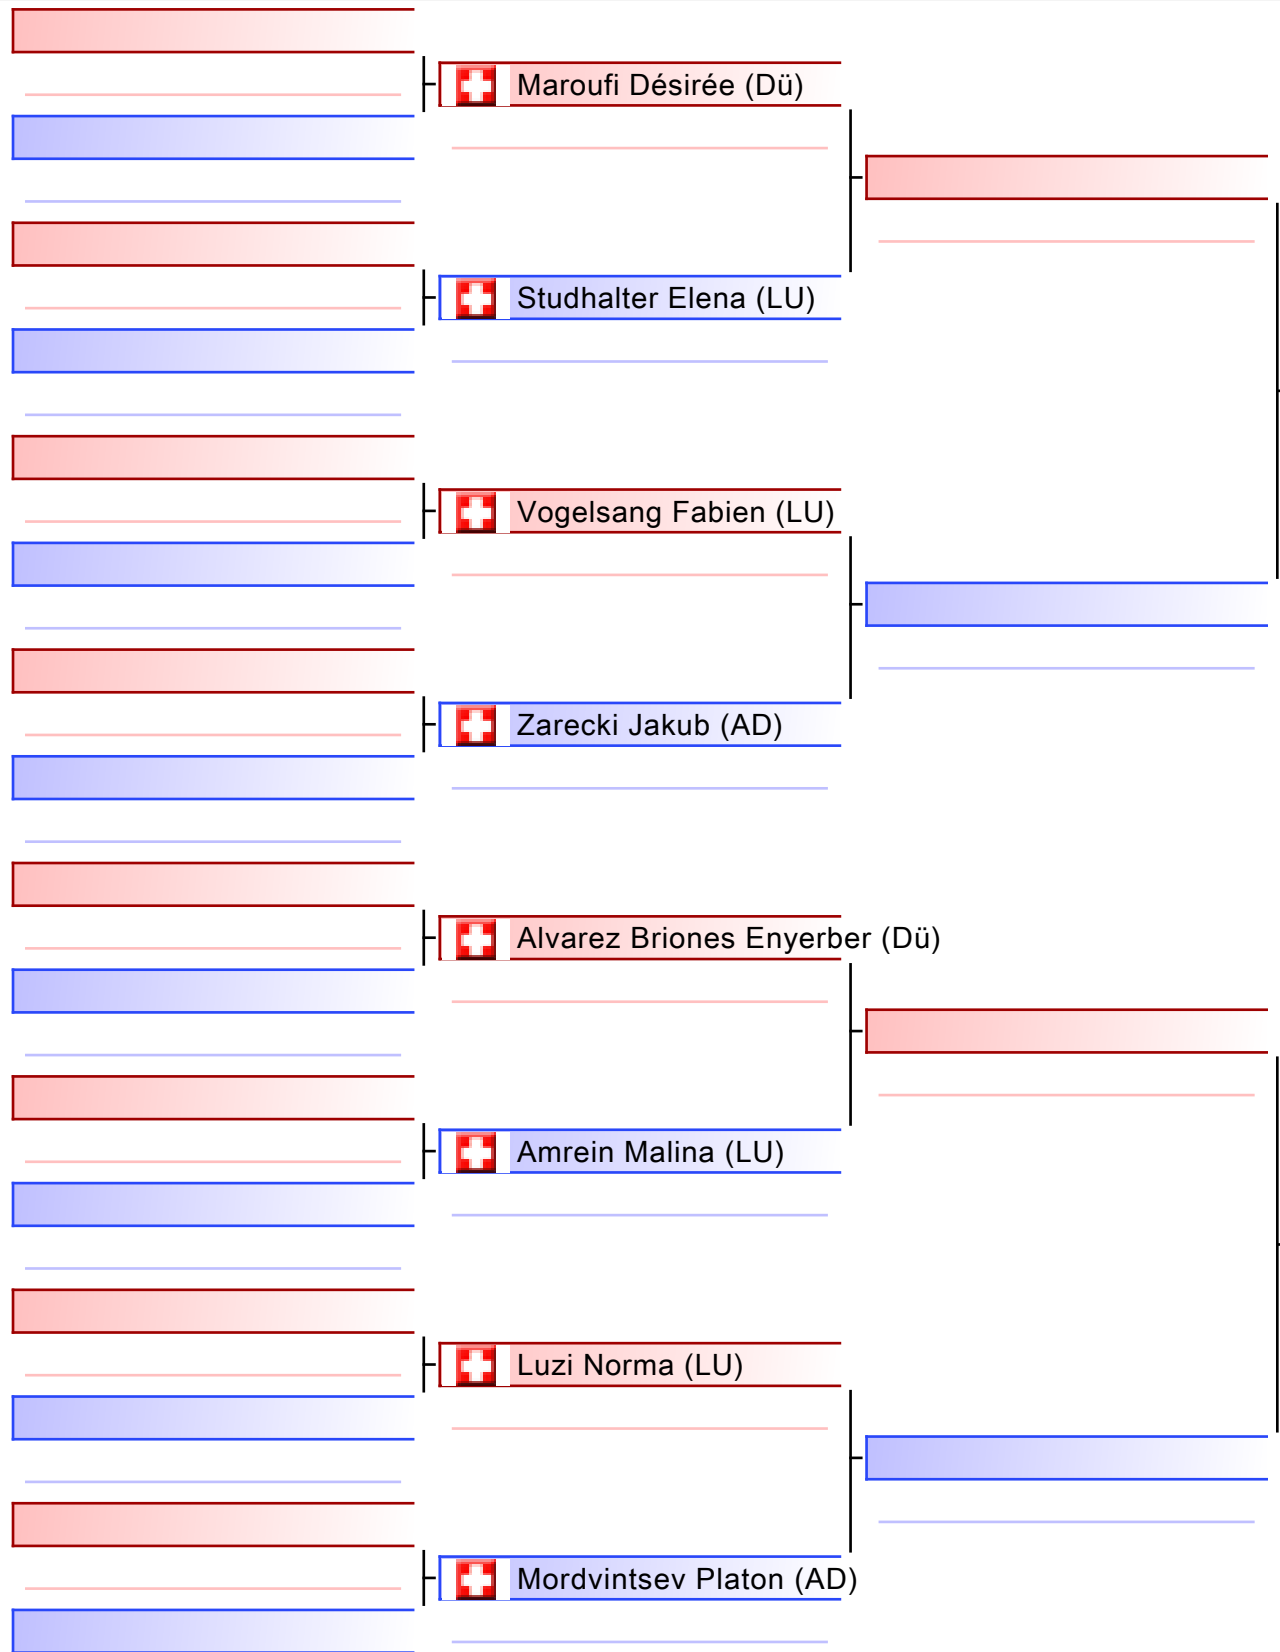 Maroufi Désirée (Dü)
Studhalter Elena (LU)
Vogelsang Fabien (LU)
Zarecki Jakub (AD)
Alvarez Briones Enyerber (Dü)
Amrein Malina (LU)
Luzi Norma (LU)
Mordvintsev Platon (AD)